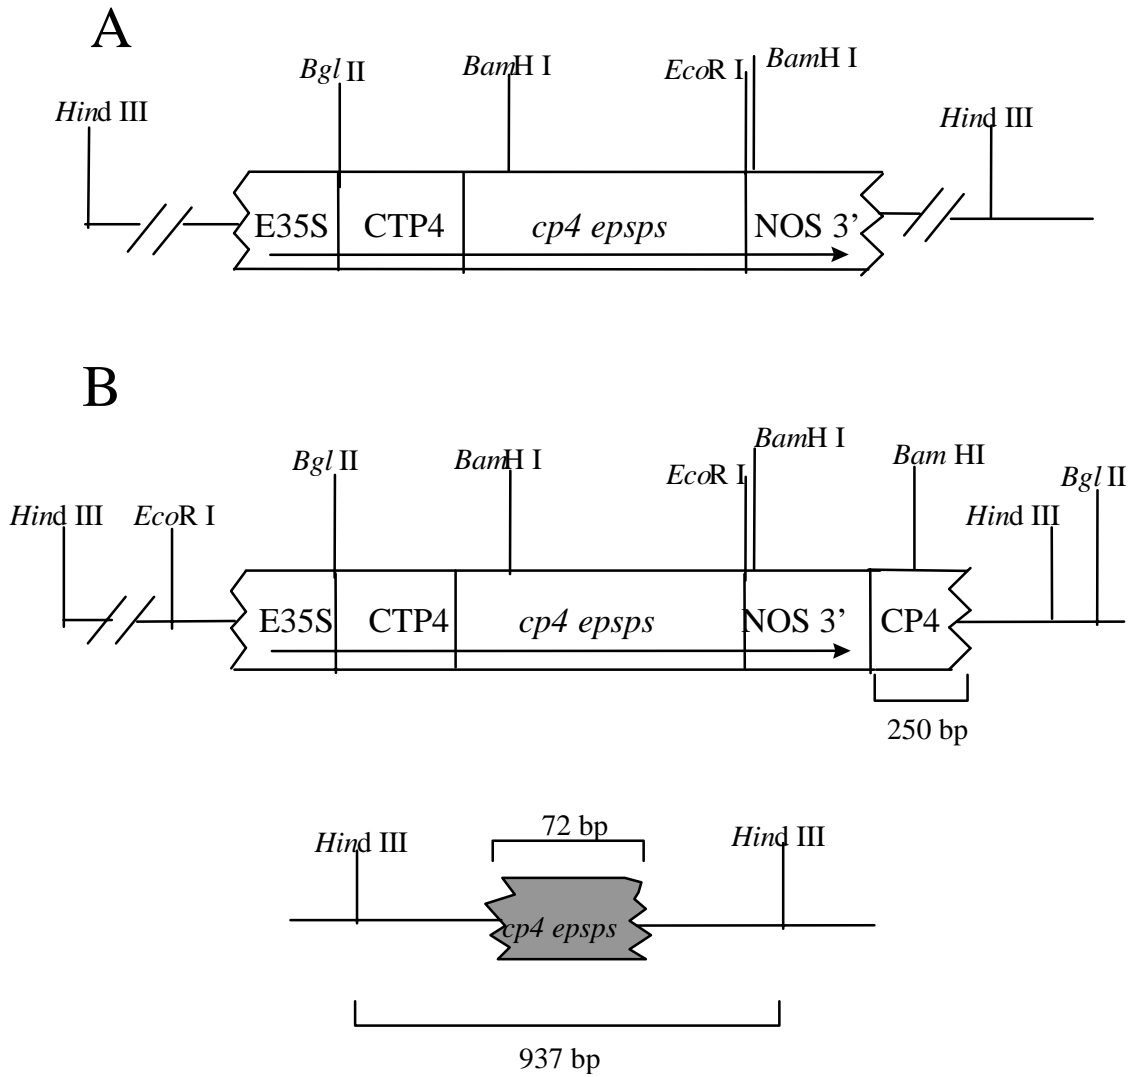 A
Hind III
Bgl II
BamH I
EcoR I
BamH I
Hind III
E35S
CTP4
cp4 epsps
NOS 3’
B
Hind III
EcoR I
Bgl II
BamH I
EcoR I
BamH I
Bam HI
Hind III
Bgl II
E35S
CTP4
cp4 epsps
NOS 3’
CP4
250 bp
72 bp
Hind III
Hind III
cp4 epsps
937 bp